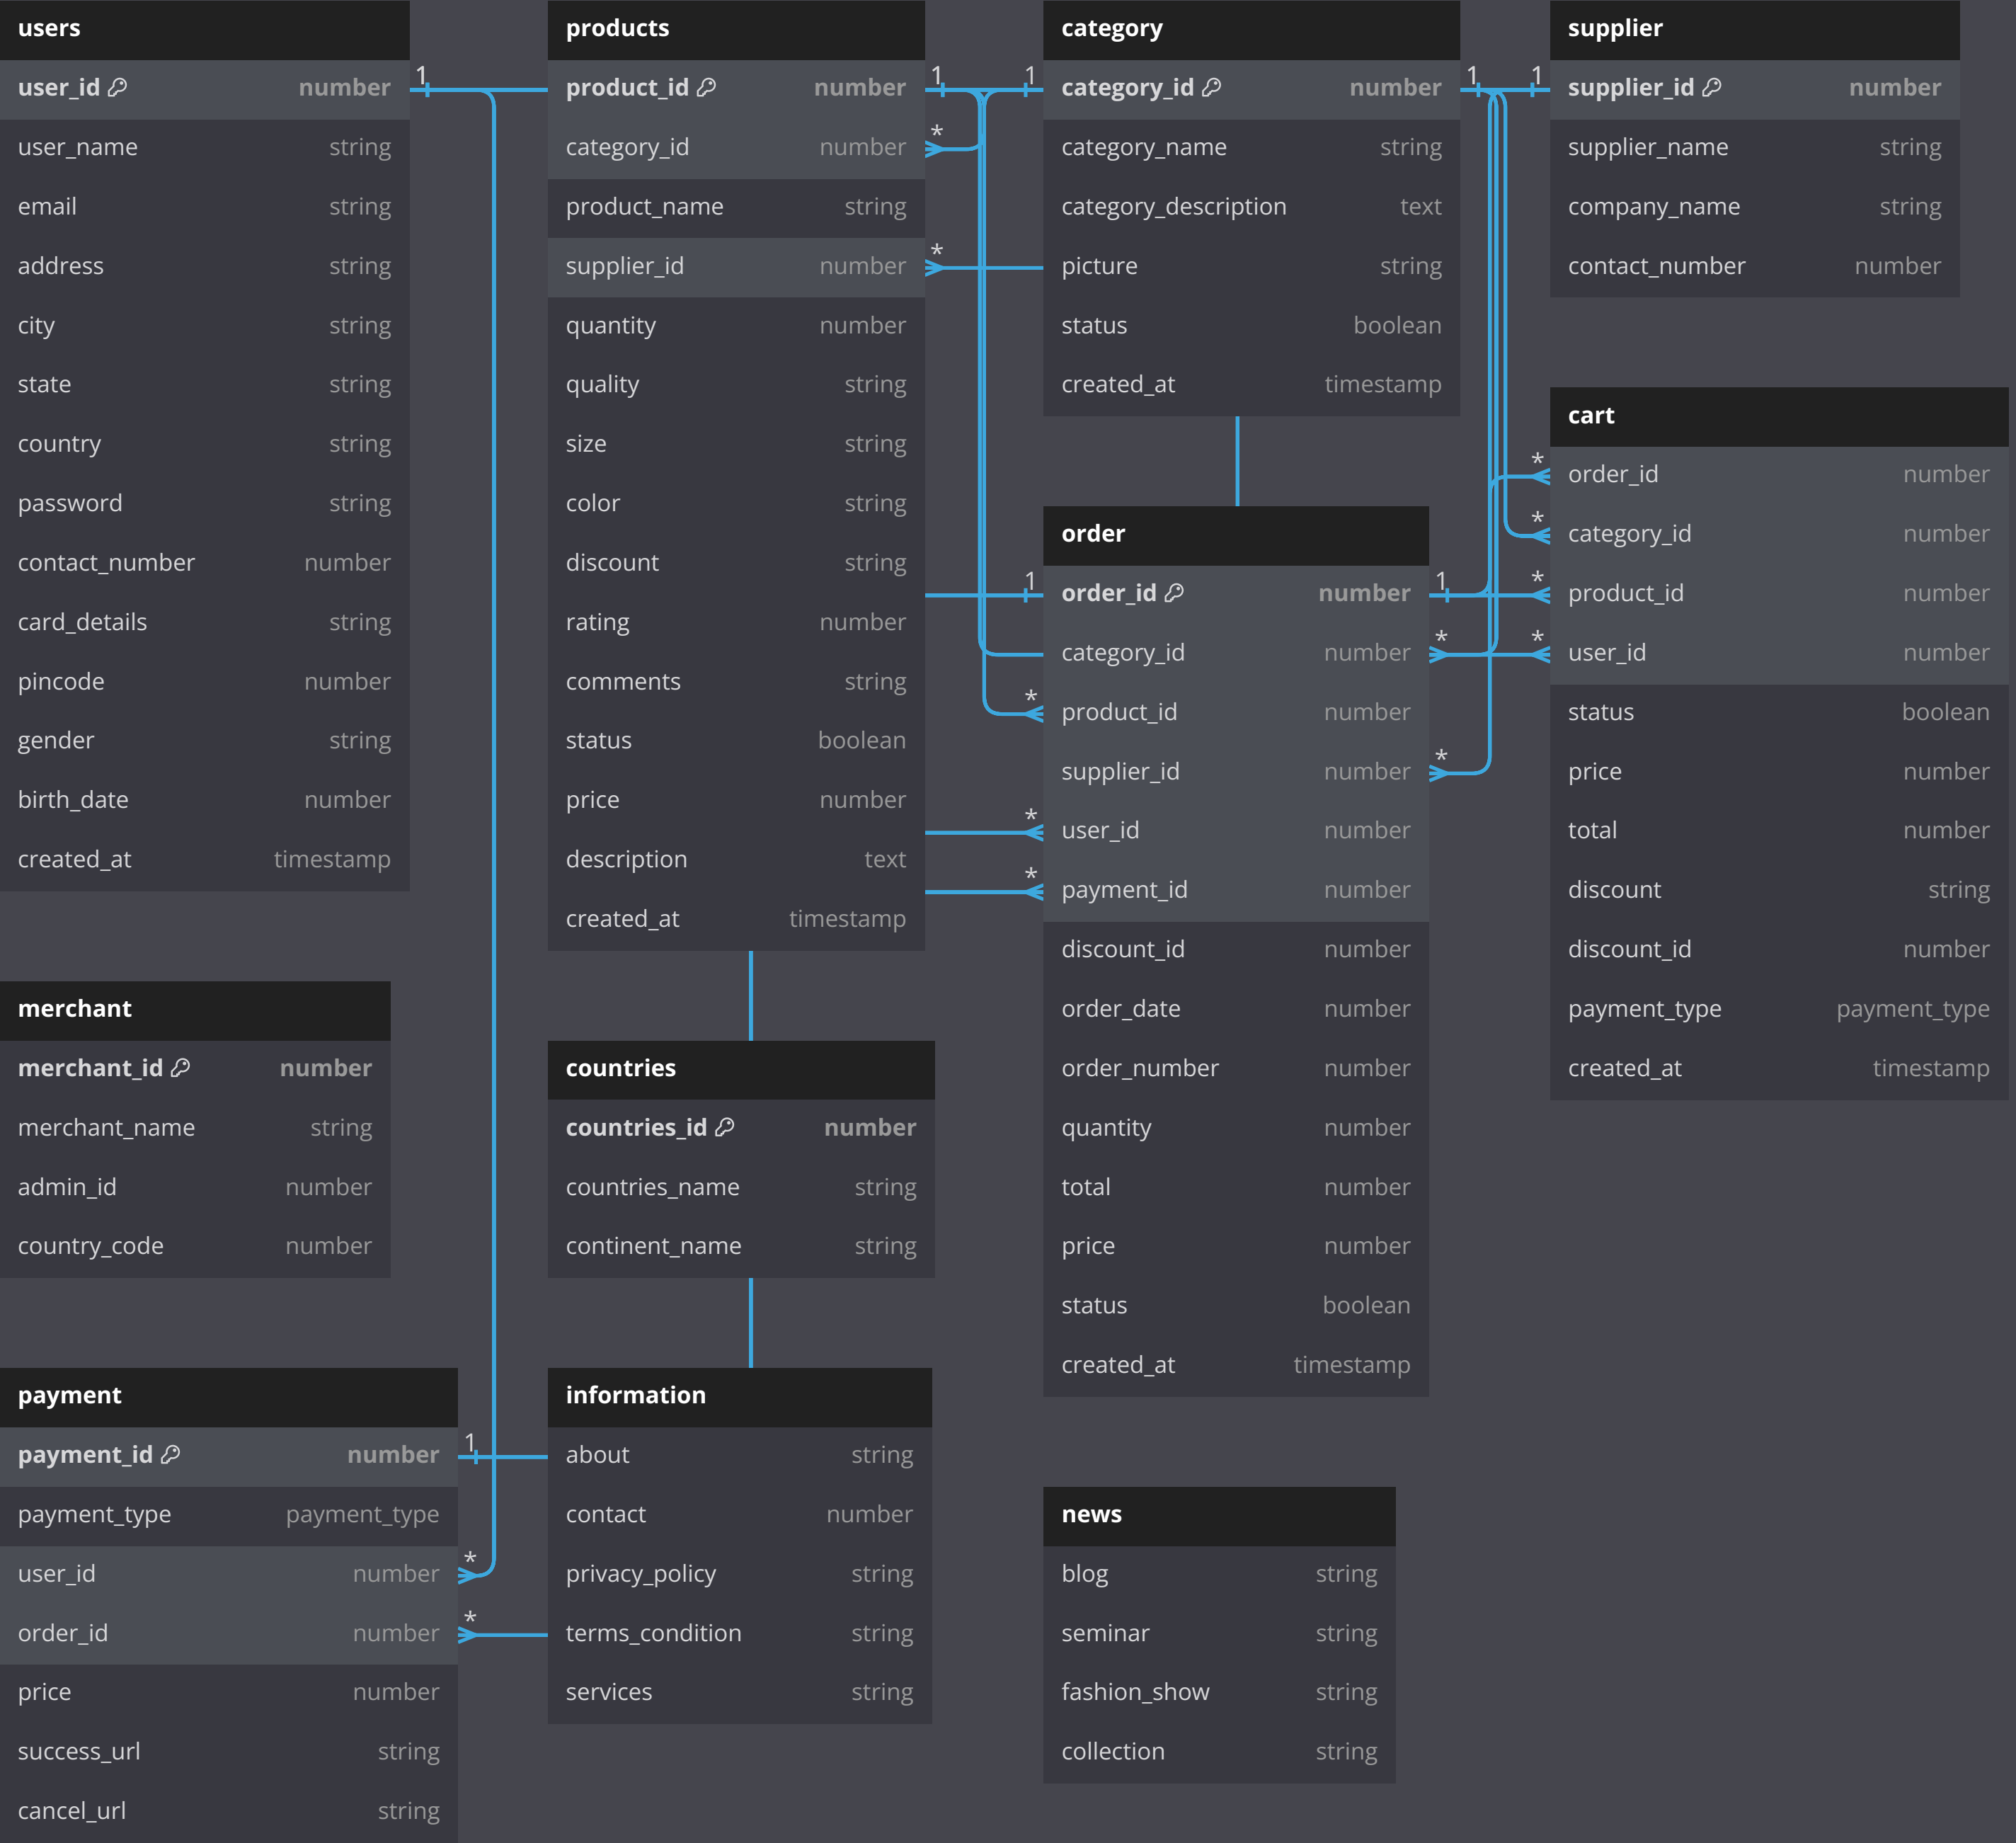 users
user_id number
user_name string
email string
address string
city string
state string
country string
password string
contact_number number
card_details string
pincode number
gender string
birth_date number
created_at timestamp
1
products
product_id number
category_id number
product_name string
supplier_id number
quantity number
quality string
size string
color string
discount string
rating number
comments string
status boolean
price number
description text
created_at timestamp
1
*
*
category
category_id number
category_name string
category_description text
picture string
status boolean
created_at timestamp
1
1
supplier
supplier_id number
supplier_name string
company_name string
contact_number number
1
cart
order_id number
category_id number
product_id number
user_id number
status boolean
price number
total number
discount string
discount_id number
payment_type payment_type
created_at timestamp
*
*
*
*
order
order_id number
category_id number
product_id number
supplier_id number
user_id number
payment_id number
discount_id number
order_date number
order_number number
quantity number
total number
price number
status boolean
created_at timestamp
1
1
*
*
*
*
*
merchant
merchant_id number
merchant_name string
admin_id number
country_code number
countries
countries_id number
countries_name string
continent_name string
payment
payment_id number
payment_type payment_type
user_id number
order_id number
price number
success_url string
cancel_url string
1
*
*
information
about string
contact number
privacy_policy string
terms_condition string
services string
news
blog string
seminar string
fashion_show string
collection string